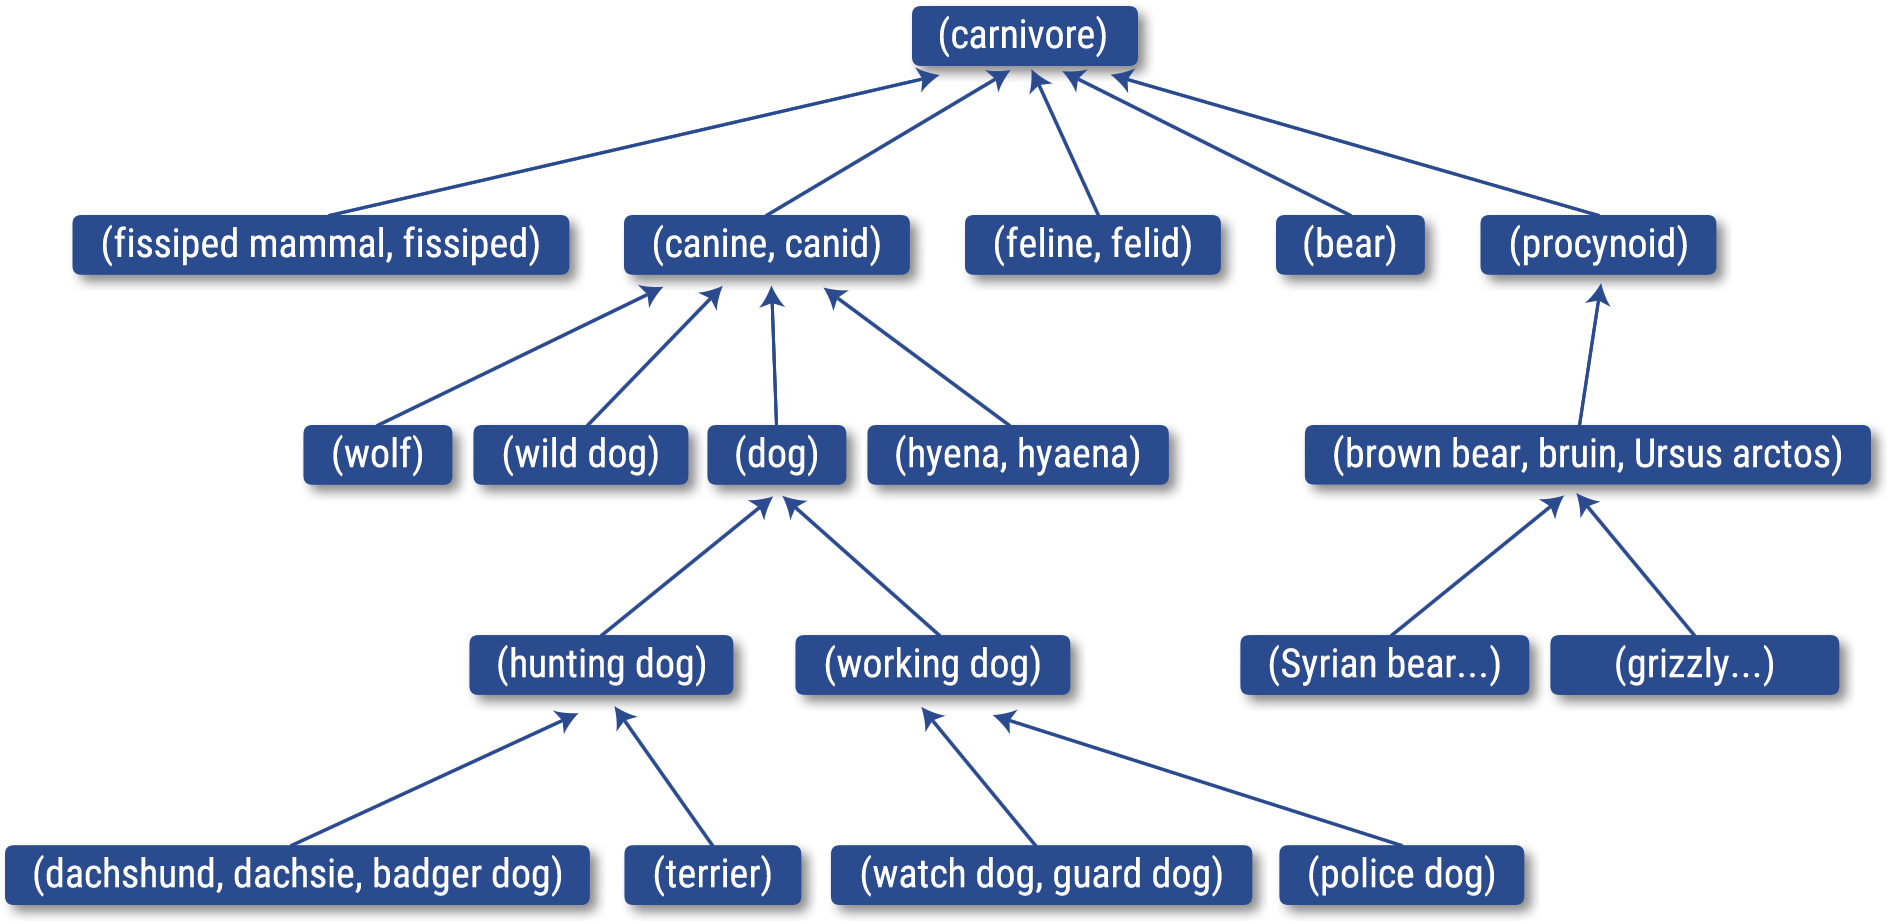 (carnivore)
(fissiped mammal, fissiped)
(canine, canid)
(feline, felid)
(bear)
(procynoid)
(wolf)
(wild dog)
(dog)
(hyena, hyaena)
(brown bear, bruin, Ursus arctos)
(hunting dog)
(working dog)
(Syrian bear...)
(grizzly...)
(dachshund, dachsie, badger dog)
(terrier)
(watch dog, guard dog)
(police dog)